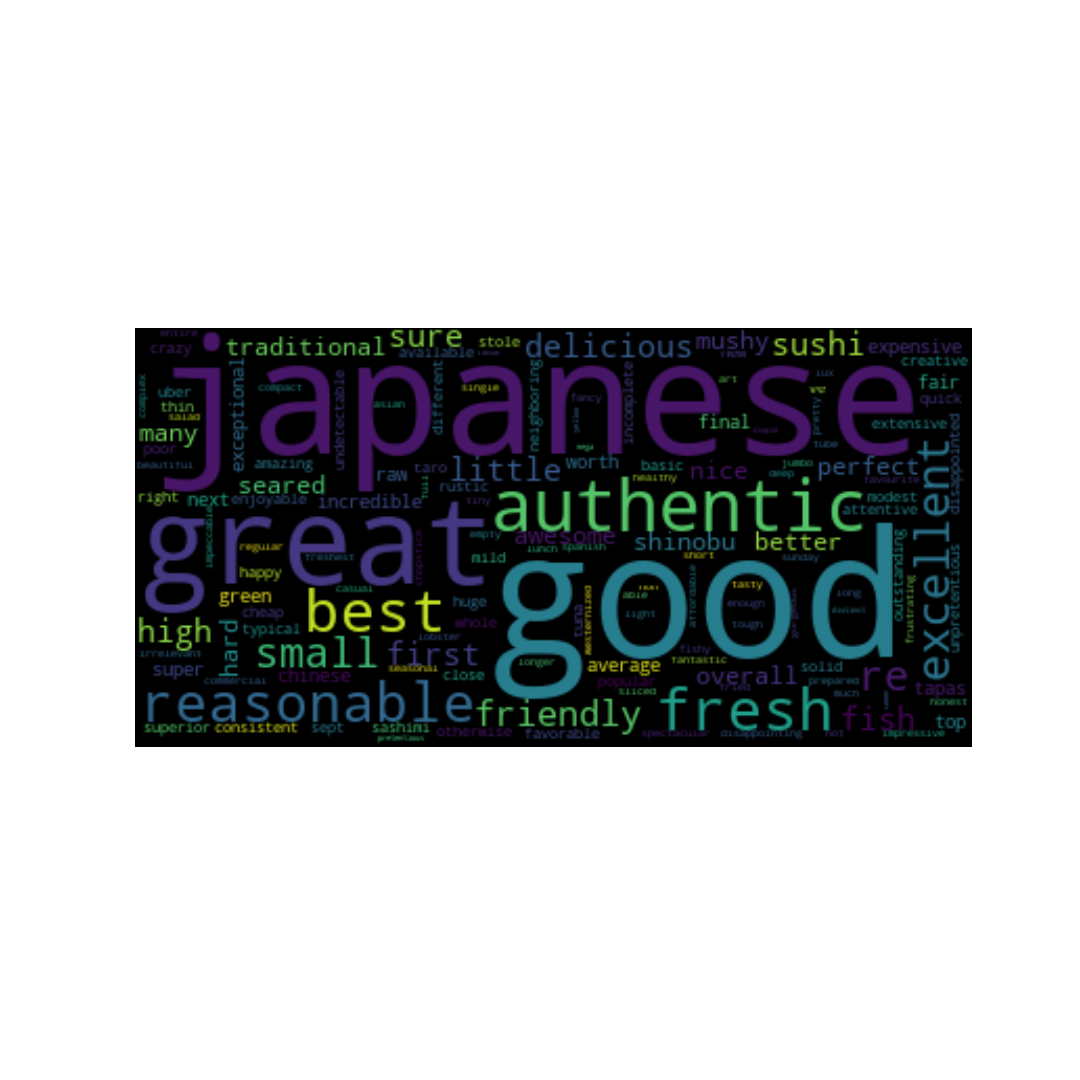 entire
crazy
traditional
sure
stole
available
delicious
mushy
sushi
expensive
creative
japanese
uber
thin
salad
many
poor
beautiful
complex
exceptional
compact
undetectable
asian
different
single
neighboring
fancy
incomplete
art
final
fair
quick
extensive
pretty
tube
lux
right
next
seared
amazing
enjoyable
raw
incredible
taro
rustic
tiny
little
worth
basic
healthy
nice
deep
jumbo
perfect
favourite
modest
attentive
disappointed
excellent
great
authentic
impeccable
regular
freshest
happy
green
cheap
casual
chopstick
empty
awesome
mild
lunch
spanish
shinobu
better
short
sunday
good
outstanding
frustrating
unpretentious
high
hard
typical
best
huge
whole
lobster
tuna
westernized
able
light
affordable
tasty
enough
tough
gorgeous
long
distent
irrelevant
super
commercial
small
chinese
first
seasonal
close
longer
average
fishy
fantastic
popular
sliced
overall
fried
solid
prepared
much
re
tapas
honest
reasonable
friendly
fresh
fish
top
superior
consistent
sept
sashimi
pretentious
otherwise
favorable
spectacular
disappointing
hot
impressive